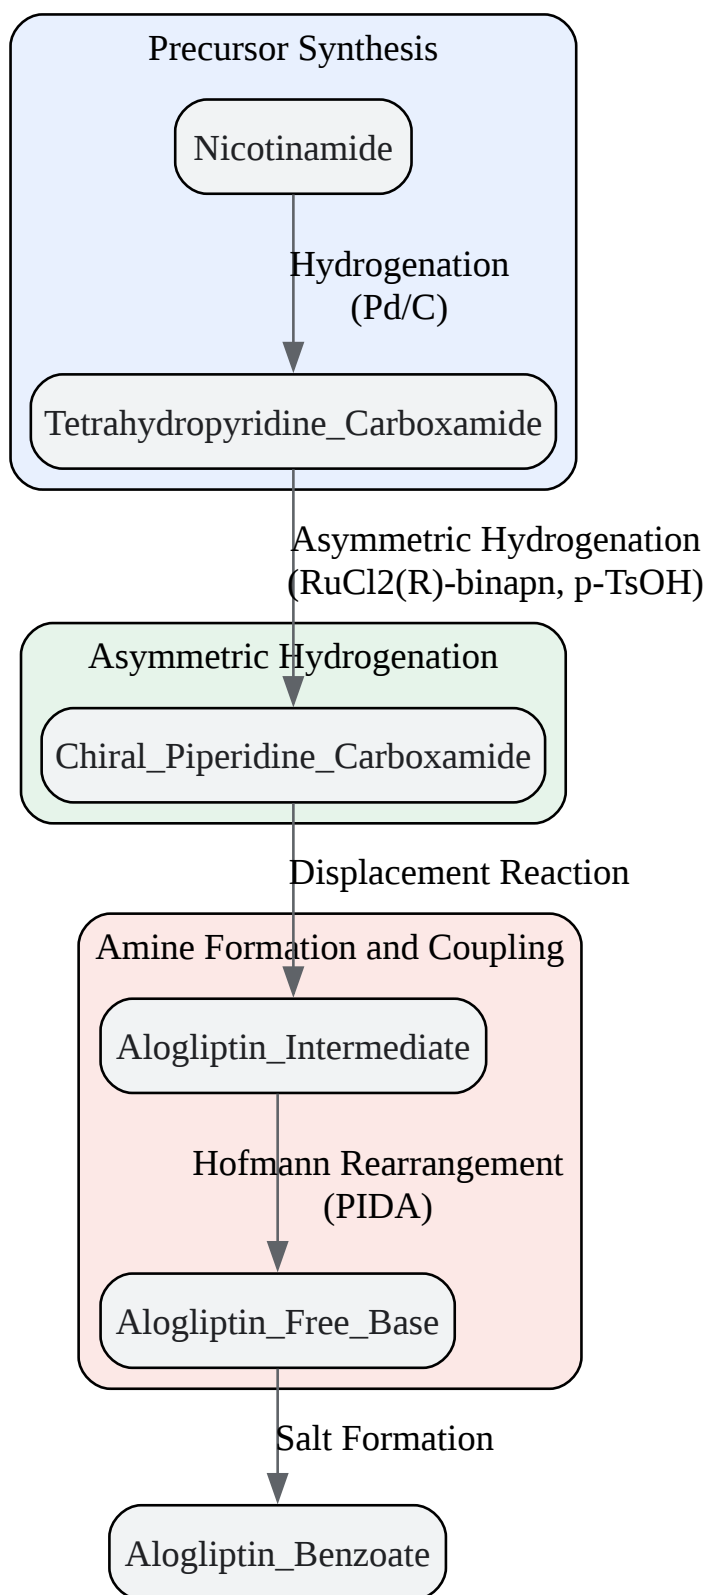 Precursor Synthesis
Nicotinamide
Hydrogenation
(Pd/C)
Tetrahydropyridine_Carboxamide
Asymmetric Hydrogenation
(RuCl2(R)-binapn, p-TsOH)
Asymmetric Hydrogenation
Chiral_Piperidine_Carboxamide
Displacement Reaction
Amine Formation and Coupling
Alogliptin_Intermediate
Hofmann Rearrangement
(PIDA)
Alogliptin_Free_Base
Salt Formation
Alogliptin_Benzoate